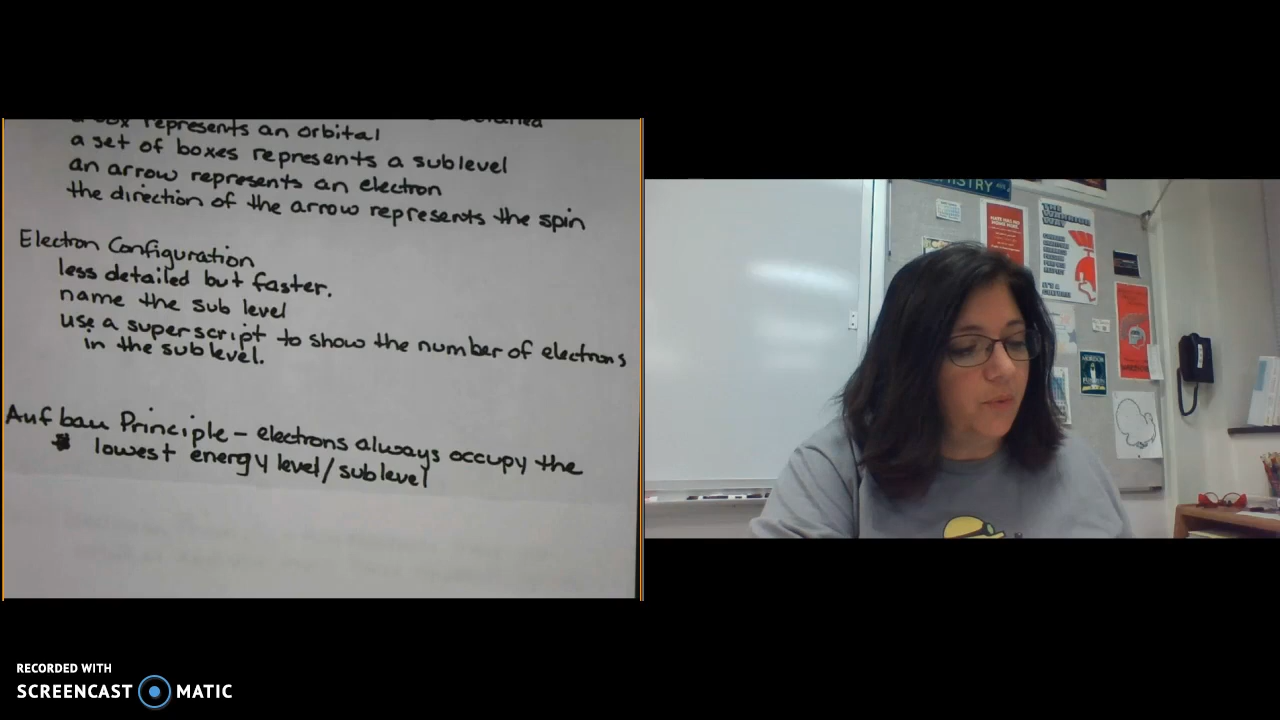 a box represents an orbital
a set of boxes represents a sublevel
an arrow represents an electron
the direction of the arrow represents the spin
Electron Configuration
less detailed but faster.
name the sub level
use a superscript to show the number of electrons
in the sublevel.
Aufbau Principle – electrons always occupy the
lowest energy level/sublevel
THE
WARRIOR
WAY
RECORDED WITH
SCREENCAST MATIC